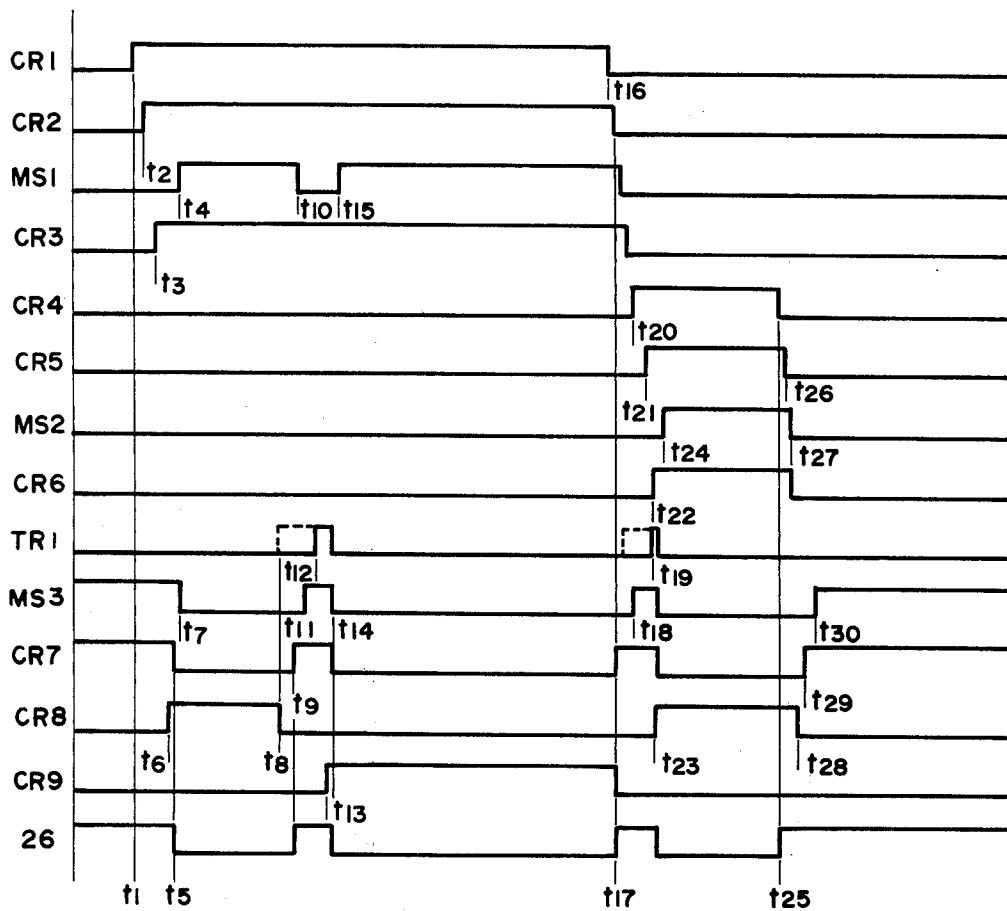 CR1
t16
CR2
t2
MS1
t4 t10 t15
CR3
t3
CR4
t20
CR5
t21 t26
MS2
t24 t27
CR6
t22
TR1
t12 t19
MS3
t7 t11 t14 t18 t30
CR7
t9 t29
CR8
t6 t8 t23 t28
CR9
t13
26
t1 t5 t17 t25